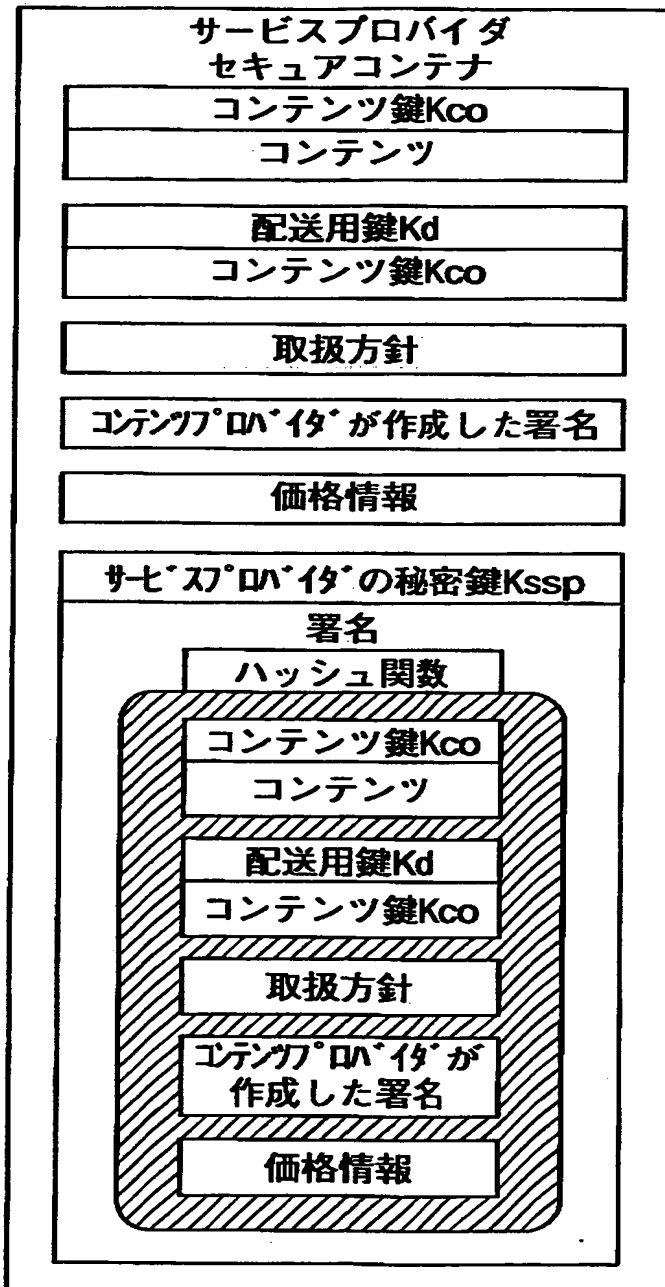 サービスプロバイダ
セキュアコンテナ
コンテンツ鍵Kco
コンテンツ
配送用鍵Kd
コンテンツ鍵Kco
取扱方針
コンテンツプロバイダが作成した署名
価格情報
サービスプロバイダの秘密鍵Kssp
署名
ハッシュ関数
コンテンツ鍵Kco
コンテンツ
配送用鍵Kd
コンテンツ鍵Kco
取扱方針
コンテンツプロバイダが
作成した署名
価格情報